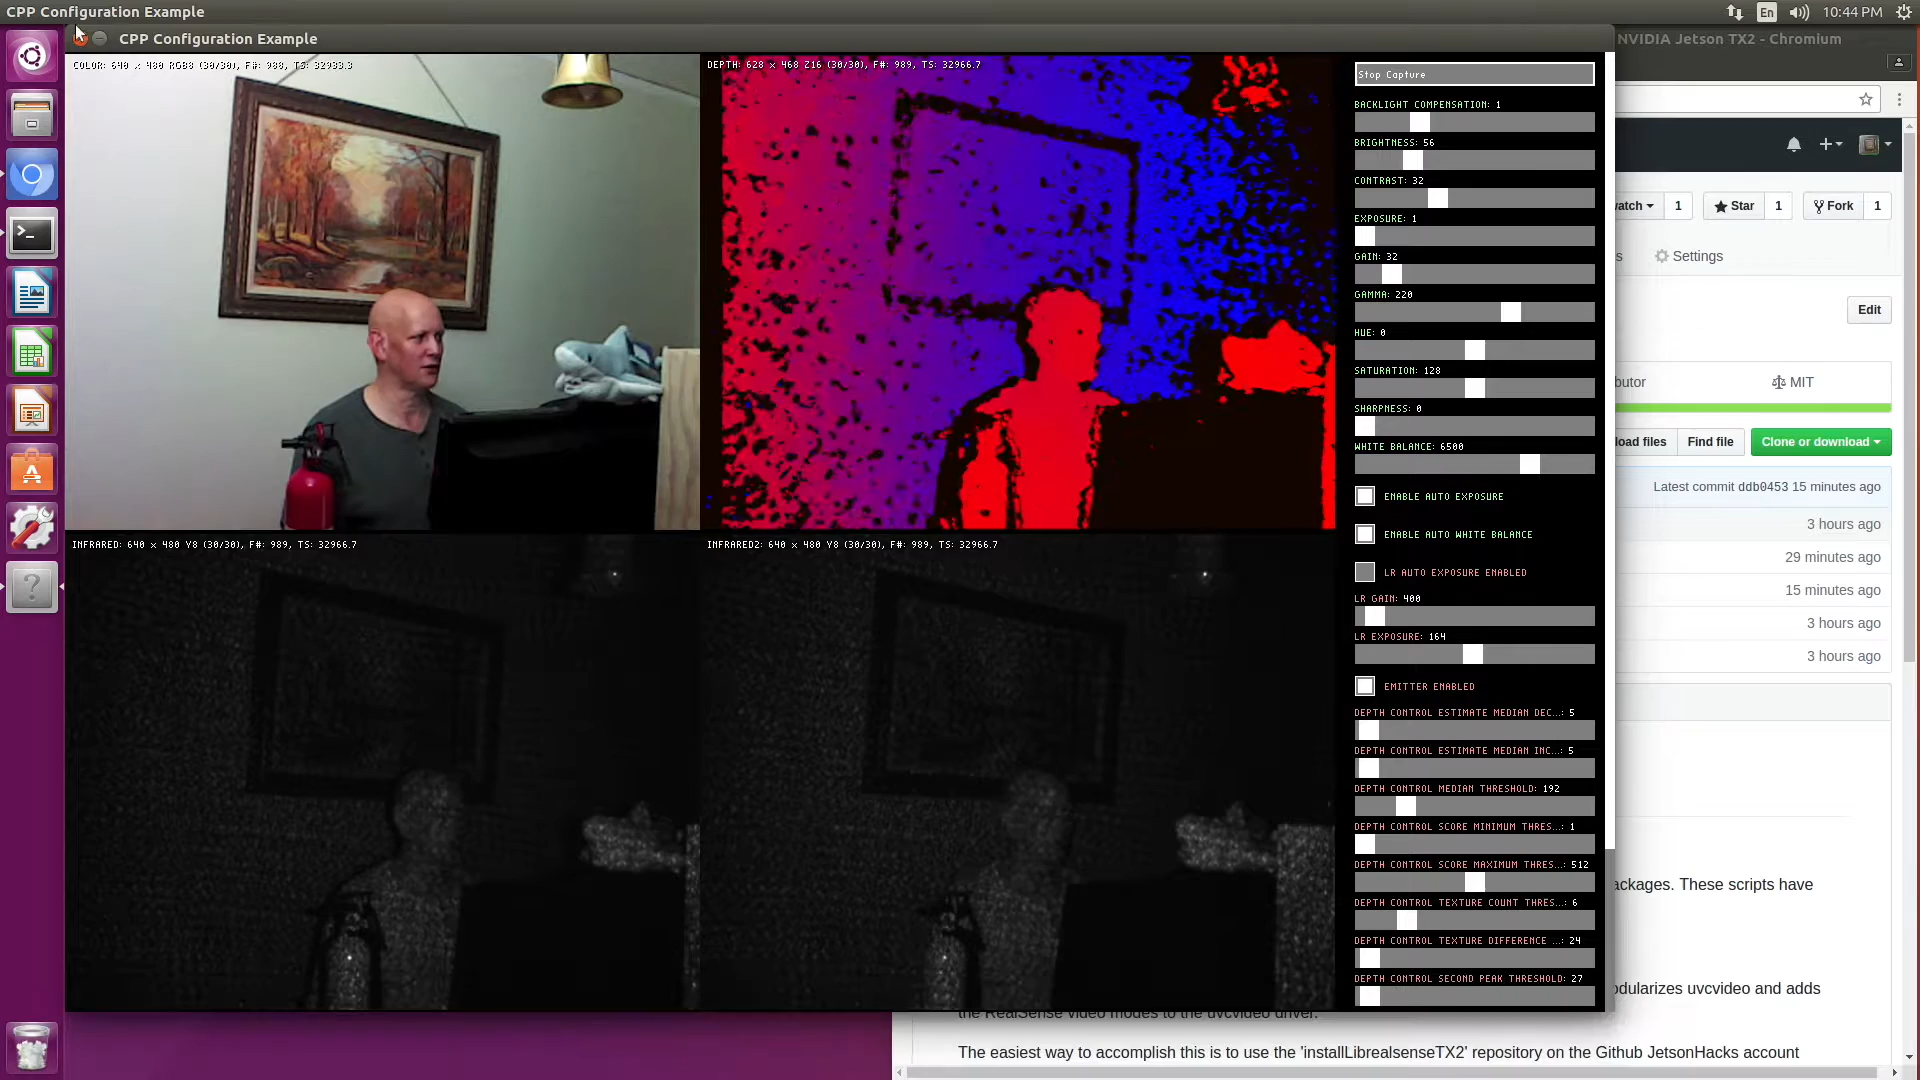 CPP Configuration Example
En
10:44 PM
CPP Configuration Example
NVIDIA Jetson TX2 - Chromium
COLOR: 640 x 480 RGB8 (30/30), F#: 988, TS: 32933.3
DEPTH: 628 x 468 Z16 (30/30), F#: 989, TS: 32966.7
INFRARED: 640 x 480 Y8 (30/30), F#: 989, TS: 32966.7
INFRARED2: 640 x 480 Y8 (30/30), F#: 989, TS: 32966.7
Stop Capture
BACKLIGHT COMPENSATION: 1
BRIGHTNESS: 56
CONTRAST: 32
EXPOSURE: 1
GAIN: 32
GAMMA: 220
HUE: 0
SATURATION: 128
SHARPNESS: 0
WHITE BALANCE: 6500
ENABLE AUTO EXPOSURE
ENABLE AUTO WHITE BALANCE
LR AUTO EXPOSURE ENABLED
LR GAIN: 400
LR EXPOSURE: 164
EMITTER ENABLED
DEPTH CONTROL ESTIMATE MEDIAN DEC...: 5
DEPTH CONTROL ESTIMATE MEDIAN INC...: 5
DEPTH CONTROL MEDIAN THRESHOLD: 192
DEPTH CONTROL SCORE MINIMUM THRES...: 1
DEPTH CONTROL SCORE MAXIMUM THRES...: 512
DEPTH CONTROL TEXTURE COUNT THRES...: 6
DEPTH CONTROL TEXTURE DIFFERENCE ...: 24
DEPTH CONTROL SECOND PEAK THRESHOLD: 27
atch 1 Star 1 Fork 1
s Settings
Edit
butor MIT
load files Find file Clone or download
Latest commit ddb0453 15 minutes ago
3 hours ago
29 minutes ago
15 minutes ago
3 hours ago
3 hours ago
ackages. These scripts have
odularizes uvcvideo and adds
the RealSense video modes to the uvcvideo driver.
The easiest way to accomplish this is to use the 'installLibrealsenseTX2' repository on the Github JetsonHacks account